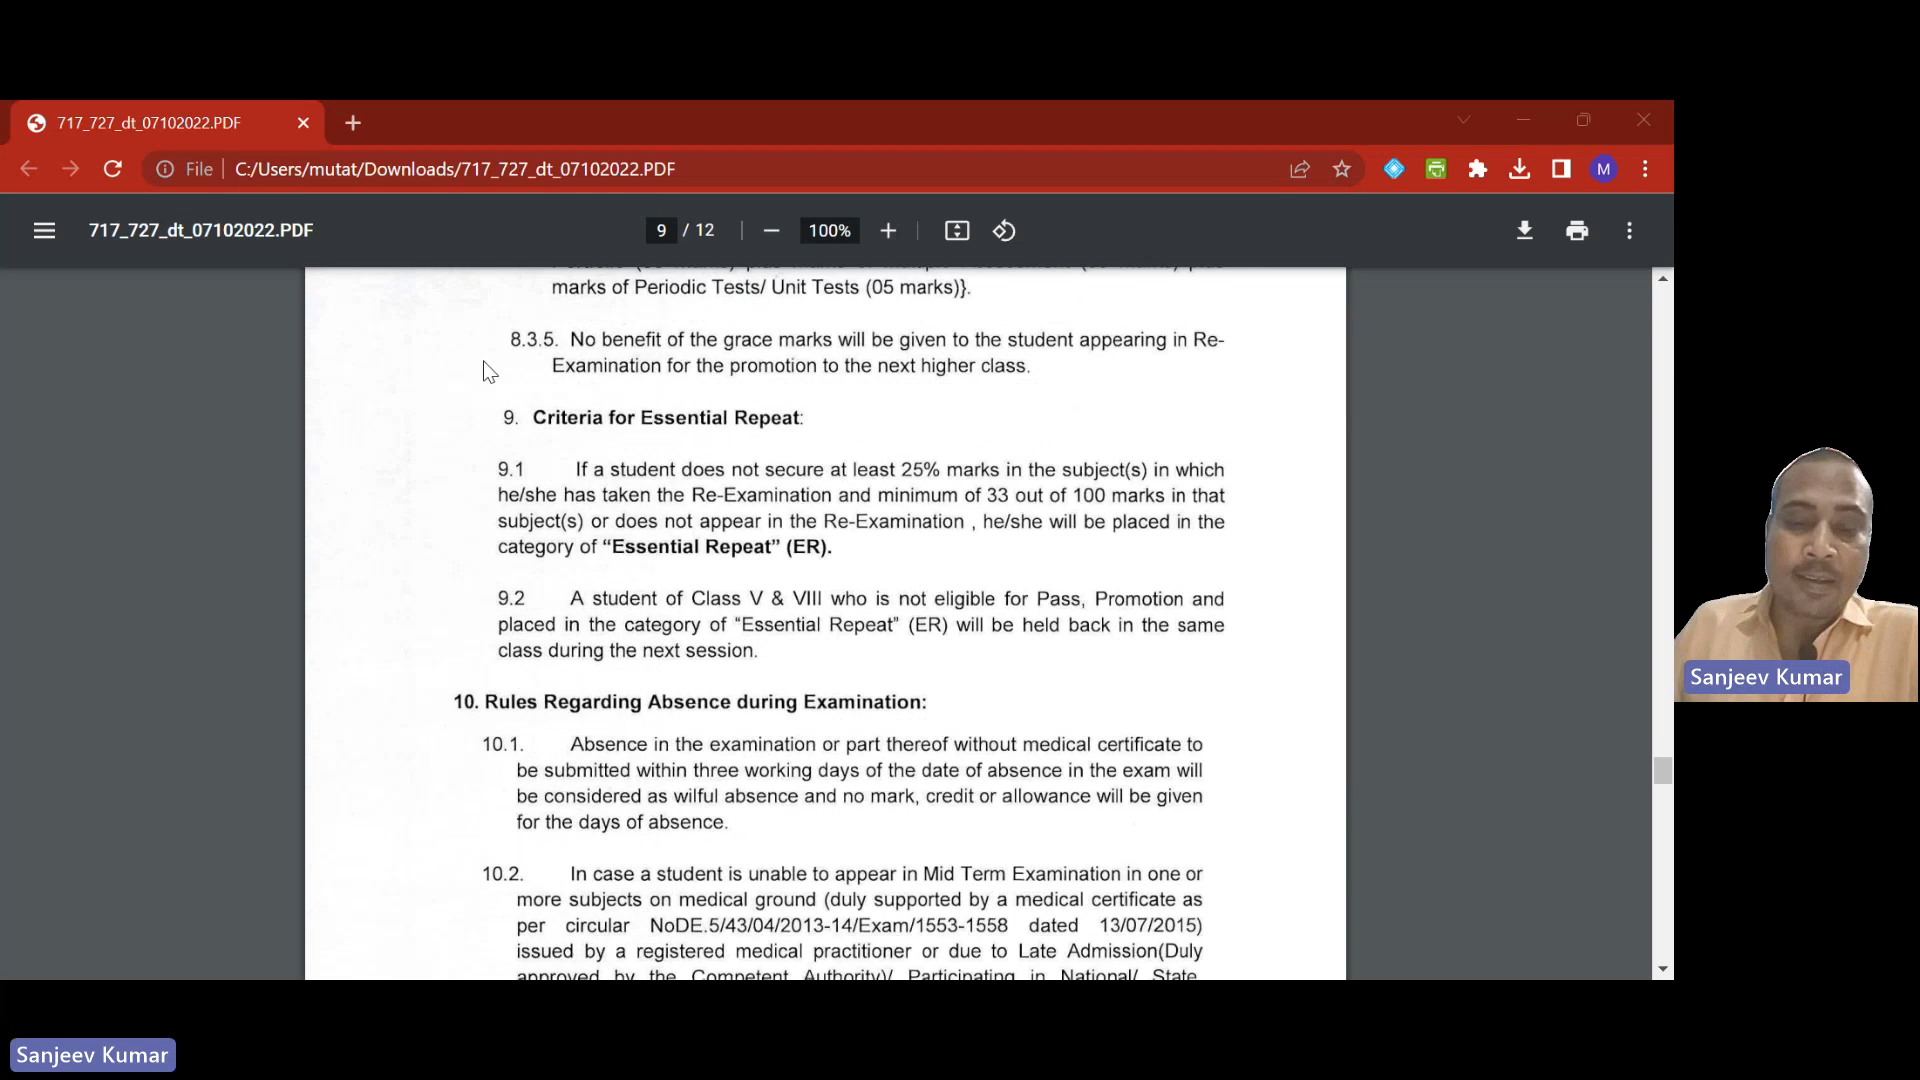 717_727_dt_07102022.PDF
File
C:/Users/mutat/Downloads/717_727_dt_07102022.PDF
M
717_727_dt_07102022.PDF
9 / 12
100%
marks of Periodic Tests/ Unit Tests (05 marks)}.
8.3.5. No benefit of the grace marks will be given to the student appearing in Re-
Examination for the promotion to the next higher class.
9. Criteria for Essential Repeat:
9.1 If a student does not secure at least 25% marks in the subject(s) in which
he/she has taken the Re-Examination and minimum of 33 out of 100 marks in that
subject(s) or does not appear in the Re-Examination , he/she will be placed in the
category of “Essential Repeat” (ER).
9.2 A student of Class V & VIII who is not eligible for Pass, Promotion and
placed in the category of “Essential Repeat” (ER) will be held back in the same
class during the next session.
10. Rules Regarding Absence during Examination:
10.1. Absence in the examination or part thereof without medical certificate to
be submitted within three working days of the date of absence in the exam will
be considered as wilful absence and no mark, credit or allowance will be given
for the days of absence.
10.2. In case a student is unable to appear in Mid Term Examination in one or
more subjects on medical ground (duly supported by a medical certificate as
per circular NoDE.5/43/04/2013-14/Exam/1553-1558 dated 13/07/2015)
issued by a registered medical practitioner or due to Late Admission(Duly
approved by the Competent Authority)/ Participating in National/ State
Sanjeev Kumar
Sanjeev Kumar